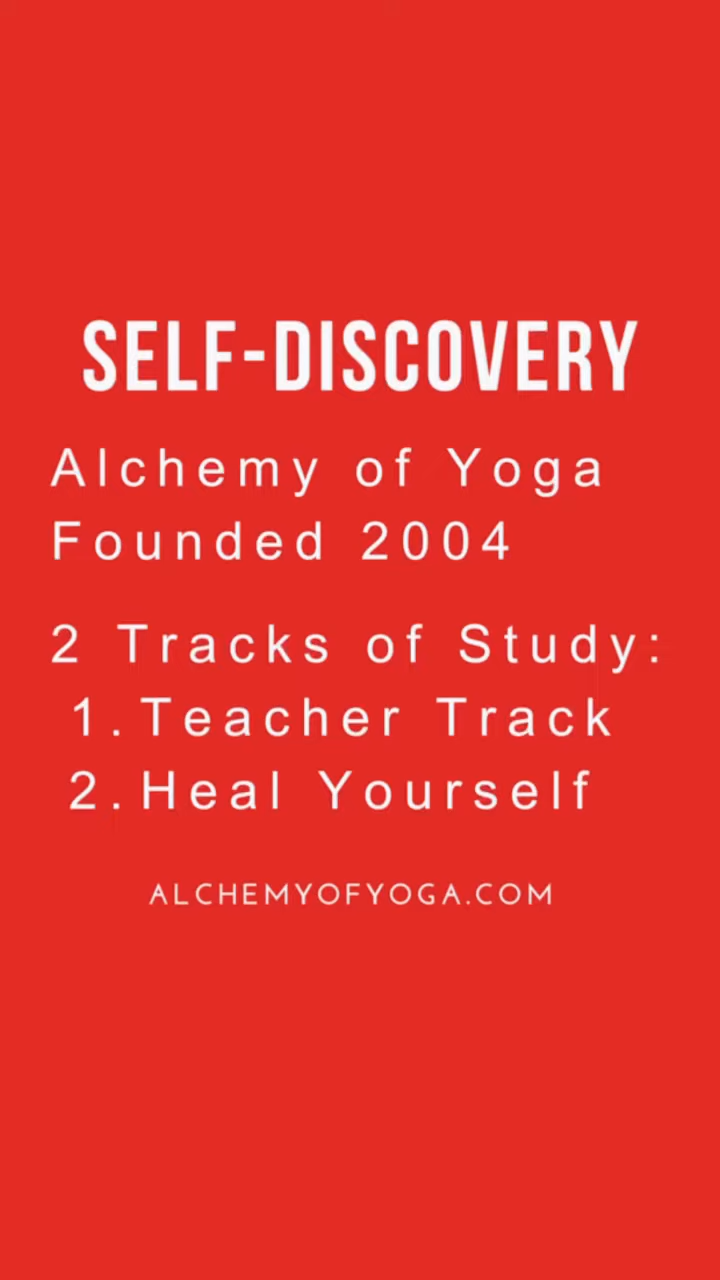 SELF-DISCOVERY
Alchemy of Yoga
Founded 2004
2 Tracks of Study:
1. Teacher Track
2. Heal Yourself
ALCHEMYOFYOGA.COM